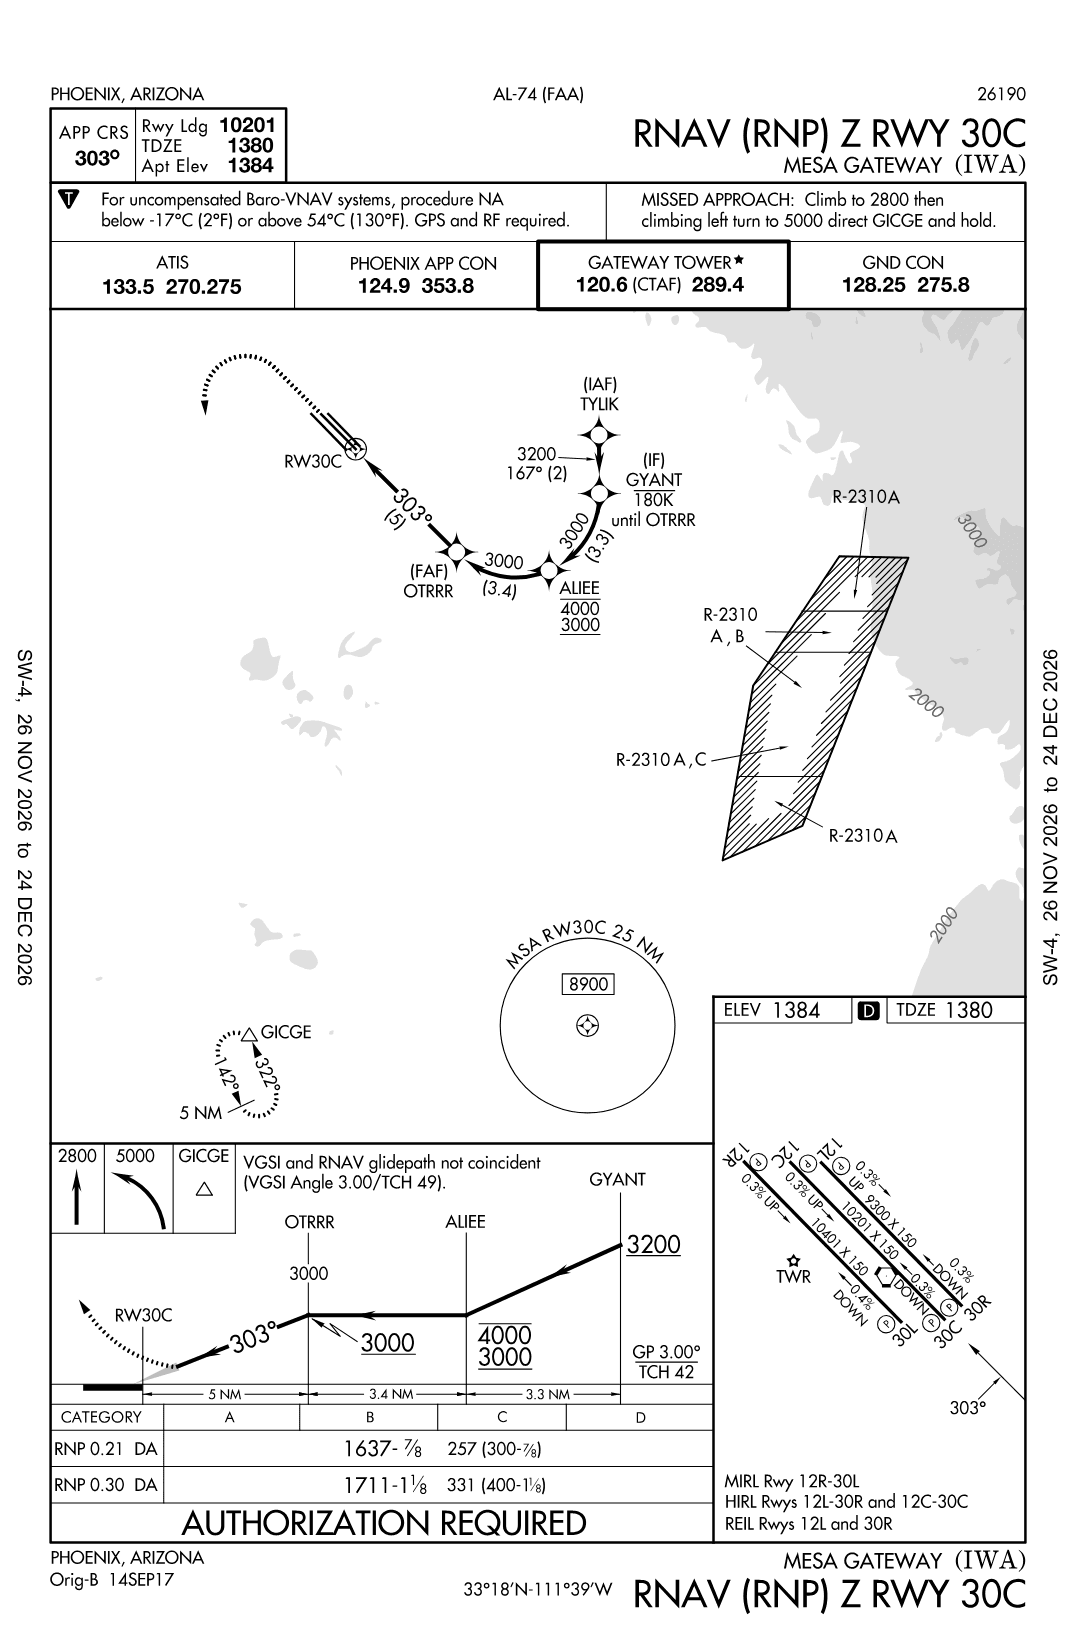 PHOENIX, ARIZONA
AL-74 (FAA)
26190
APP CRS
303°
Rwy Ldg 10201
TDZE 1380
Apt Elev 1384
RNAV (RNP) Z RWY 30C
MESA GATEWAY (IWA)
T
For uncompensated Baro-VNAV systems, procedure NA
below -17°C (2°F) or above 54°C (130°F). GPS and RF required.
MISSED APPROACH: Climb to 2800 then
climbing left turn to 5000 direct GICGE and hold.
ATIS
133.5 270.275
PHOENIX APP CON
124.9 353.8
GATEWAY TOWER★
120.6 (CTAF) 289.4
GND CON
128.25 275.8
(IAF)
TYLIK
3200
167° (2)
(IF)
GYANT
180K
until OTRRR
RW30C
303°
(5)
3000
(3.3)
3000
(3.4)
(FAF)
OTRRR
ALIEE
4000
3000
R-2310A
3000
R-2310
A, B
2000
R-2310A,C
R-2310A
2000
MSA RW30C 25 NM
8900
GICGE
142°
322°
5 NM
SW-4, 26 NOV 2026 to 24 DEC 2026
SW-4, 26 NOV 2026 to 24 DEC 2026
ELEV 1384
D
TDZE 1380
12R
12C
12L
P
P
P
0.3% UP
0.3% UP
0.3%
UP
9300 X 150
10201 X 150
10401 X 150
TWR
0.3%
DOWN
0.3%
DOWN
0.4%
DOWN
P
P
P
30L
30C
30R
303°
MIRL Rwy 12R-30L
HIRL Rwys 12L-30R and 12C-30C
REIL Rwys 12L and 30R
2800
5000
GICGE
VGSI and RNAV glidepath not coincident
(VGSI Angle 3.00/TCH 49).
GYANT
OTRRR
ALIEE
3200
3000
RW30C
303°
3000
4000
3000
GP 3.00°
TCH 42
5 NM
3.4 NM
3.3 NM
CATEGORY
A
B
C
D
RNP 0.21 DA
1637-⅞ 257 (300-⅞)
RNP 0.30 DA
1711-1⅛ 331 (400-1⅛)
AUTHORIZATION REQUIRED
PHOENIX, ARIZONA
Orig-B 14SEP17
33°18'N-111°39'W
MESA GATEWAY (IWA)
RNAV (RNP) Z RWY 30C